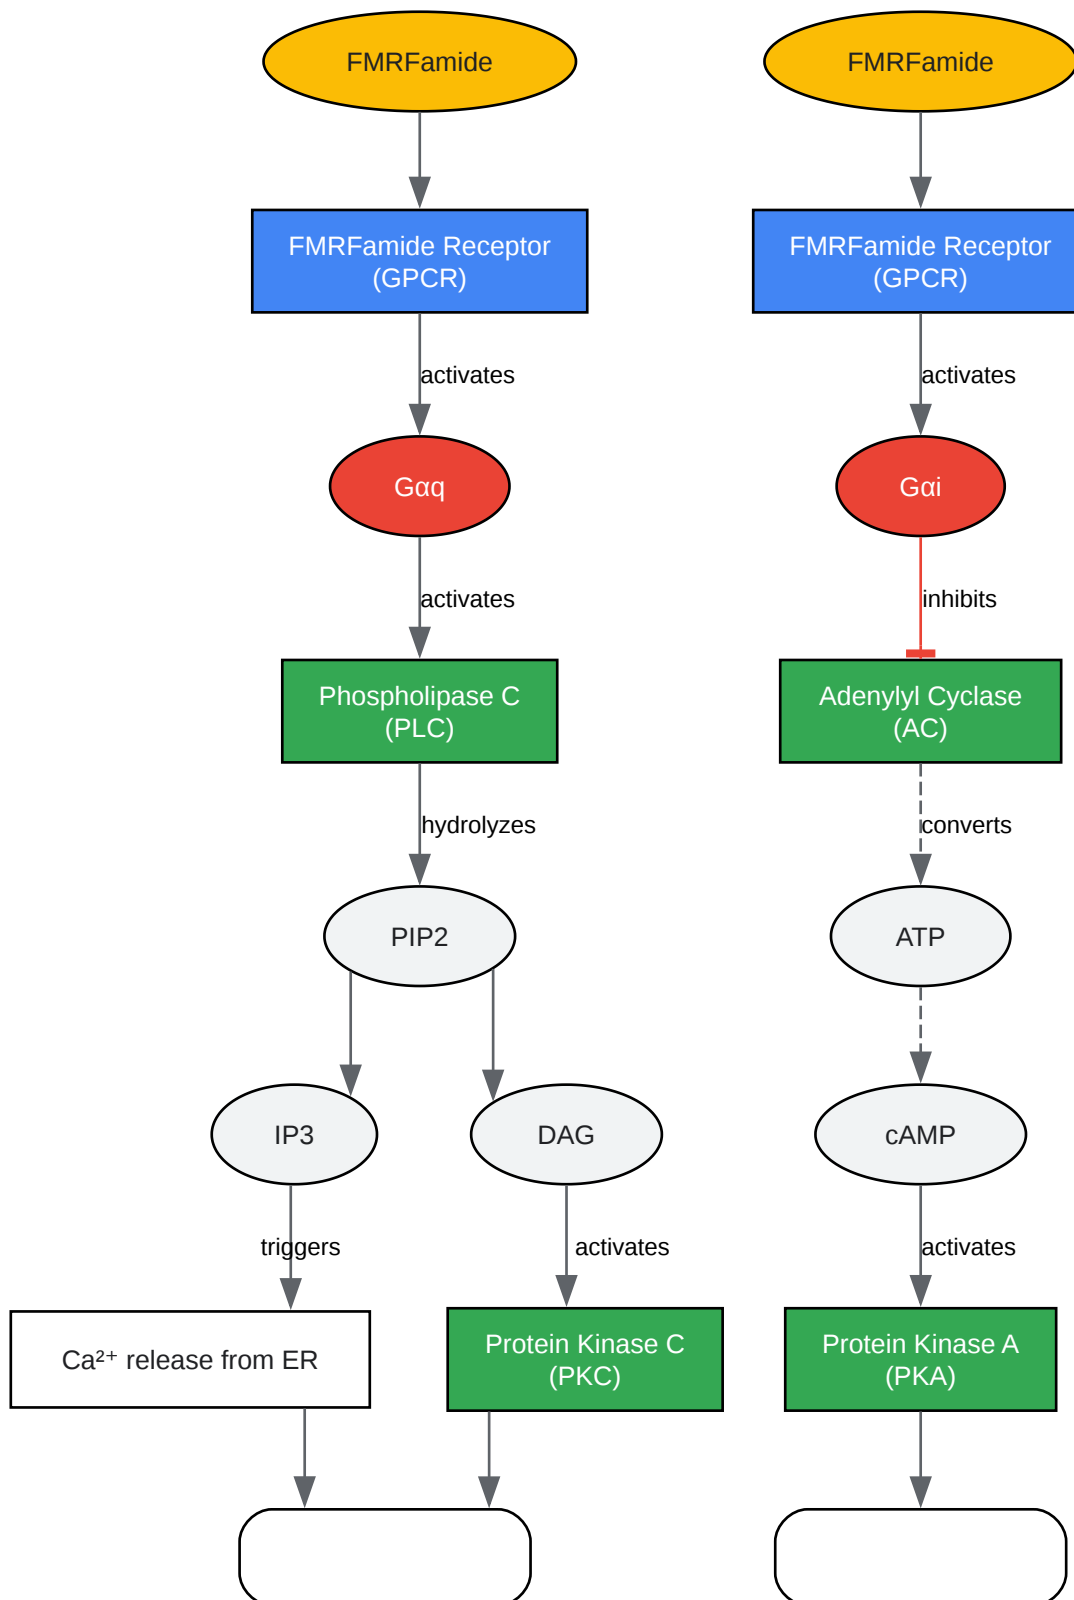 FMRFamide
FMRFamide Receptor
(GPCR)
activates
Gαq
activates
Phospholipase C
(PLC)
hydrolyzes
PIP2
IP3
DAG
triggers
activates
Ca²⁺ release from ER
Protein Kinase C
(PKC)
FMRFamide
FMRFamide Receptor
(GPCR)
activates
Gαi
inhibits
Adenylyl Cyclase
(AC)
converts
ATP
cAMP
activates
Protein Kinase A
(PKA)